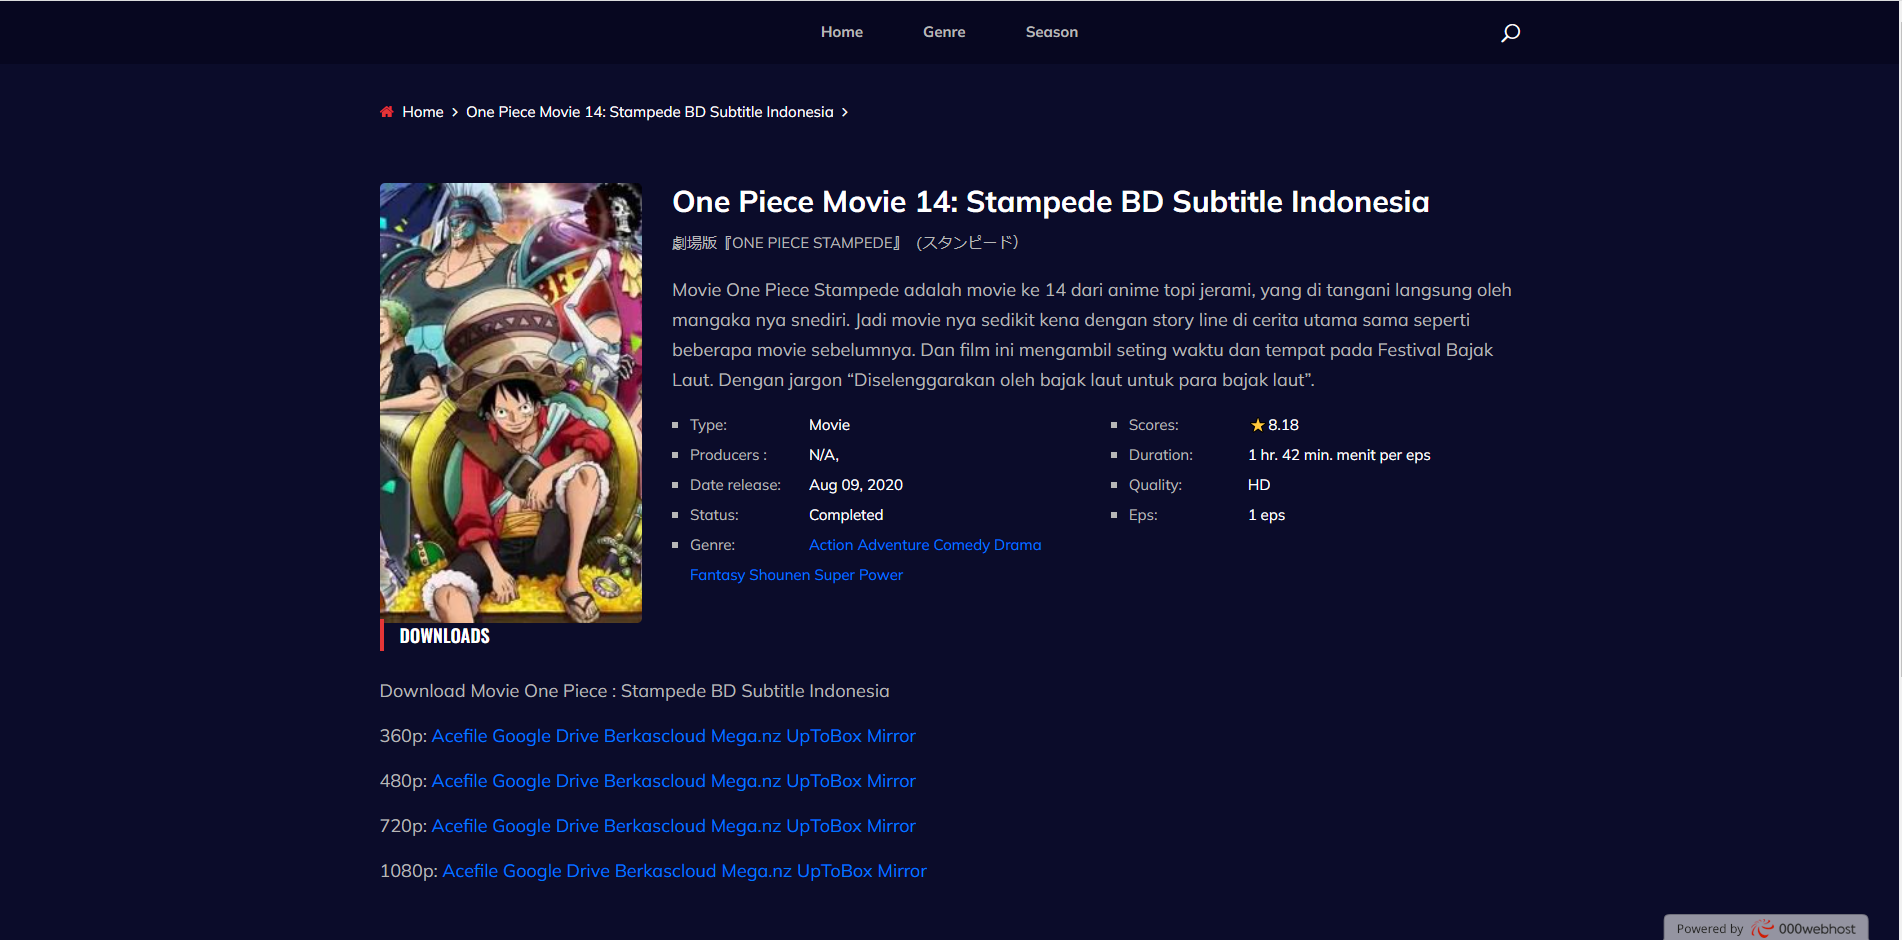 Home Genre Season
Home > One Piece Movie 14: Stampede BD Subtitle Indonesia >
One Piece Movie 14: Stampede BD Subtitle Indonesia
劇場版『ONE PIECE STAMPEDE』 (スタンピード)
Movie One Piece Stampede adalah movie ke 14 dari anime topi jerami, yang di tangani langsung oleh
mangaka nya snediri. Jadi movie nya sedikit kena dengan story line di cerita utama sama seperti
beberapa movie sebelumnya. Dan film ini mengambil seting waktu dan tempat pada Festival Bajak
Laut. Dengan jargon “Diselenggarakan oleh bajak laut untuk para bajak laut”.
Type: Movie
Producers : N/A,
Date release: Aug 09, 2020
Status: Completed
Genre: Action Adventure Comedy Drama
Fantasy Shounen Super Power
Scores: ★ 8.18
Duration: 1 hr. 42 min. menit per eps
Quality: HD
Eps: 1 eps
DOWNLOADS
Download Movie One Piece : Stampede BD Subtitle Indonesia
360p: Acefile Google Drive Berkascloud Mega.nz UpToBox Mirror
480p: Acefile Google Drive Berkascloud Mega.nz UpToBox Mirror
720p: Acefile Google Drive Berkascloud Mega.nz UpToBox Mirror
1080p: Acefile Google Drive Berkascloud Mega.nz UpToBox Mirror
Powered by 000webhost